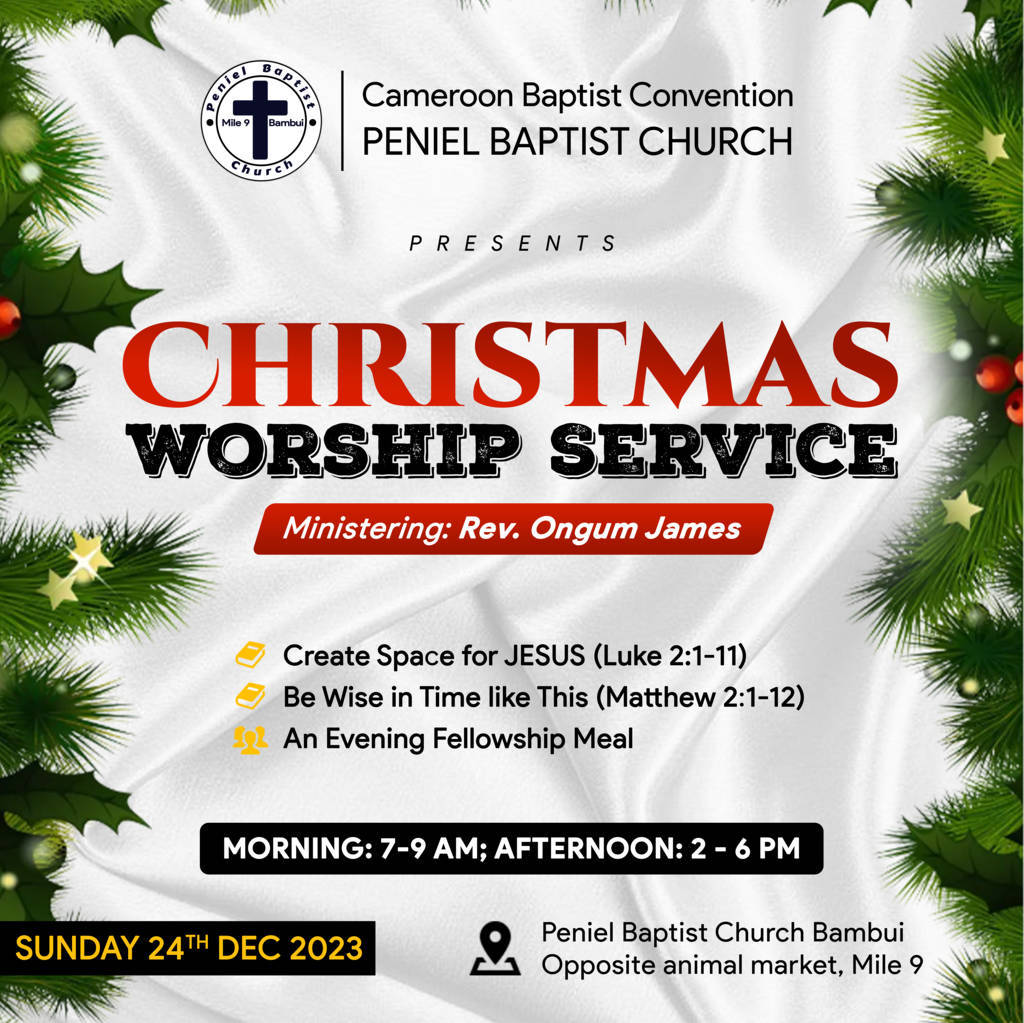 Peniel Baptist
Mile 9 Bambui
Church
Cameroon Baptist Convention
PENIEL BAPTIST CHURCH
PRESENTS
CHRISTMAS
WORSHIP SERVICE
Ministering: Rev. Ongum James
Create Space for JESUS (Luke 2:1-11)
Be Wise in Time like This (Matthew 2:1-12)
An Evening Fellowship Meal
MORNING: 7-9 AM; AFTERNOON: 2 - 6 PM
SUNDAY 24TH DEC 2023
Peniel Baptist Church Bambui
Opposite animal market, Mile 9